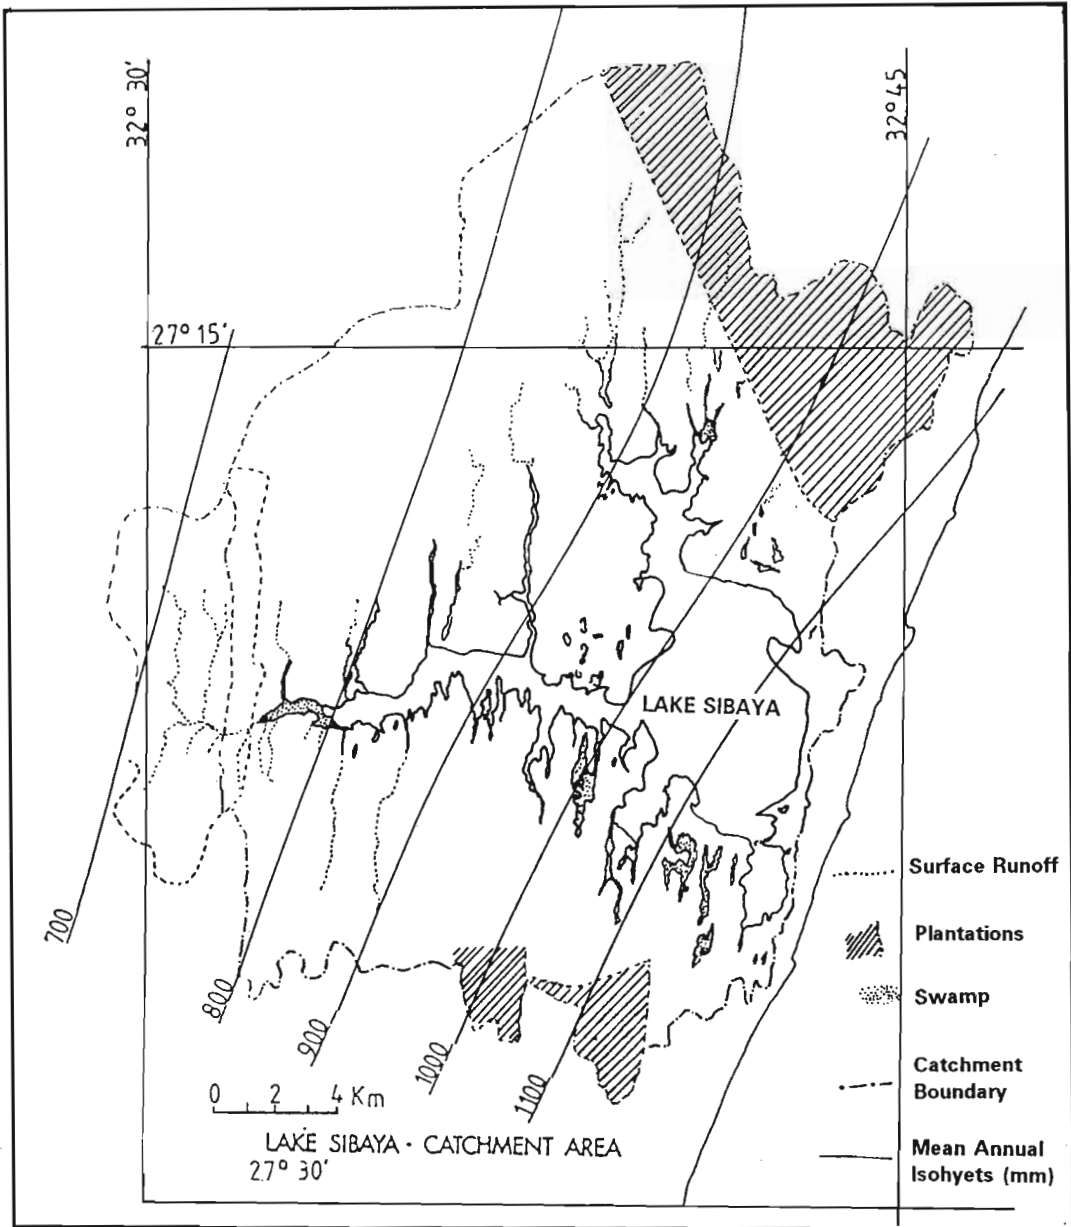 32° 30'
32° 45
27° 15'
LAKE SIBAYA
700
800
900
1000
1100
Surface Runoff
Plantations
Swamp
Catchment
Boundary
Mean Annual
Isohyets (mm)
0 2 4 Km
LAKE SIBAYA · CATCHMENT AREA
27° 30'